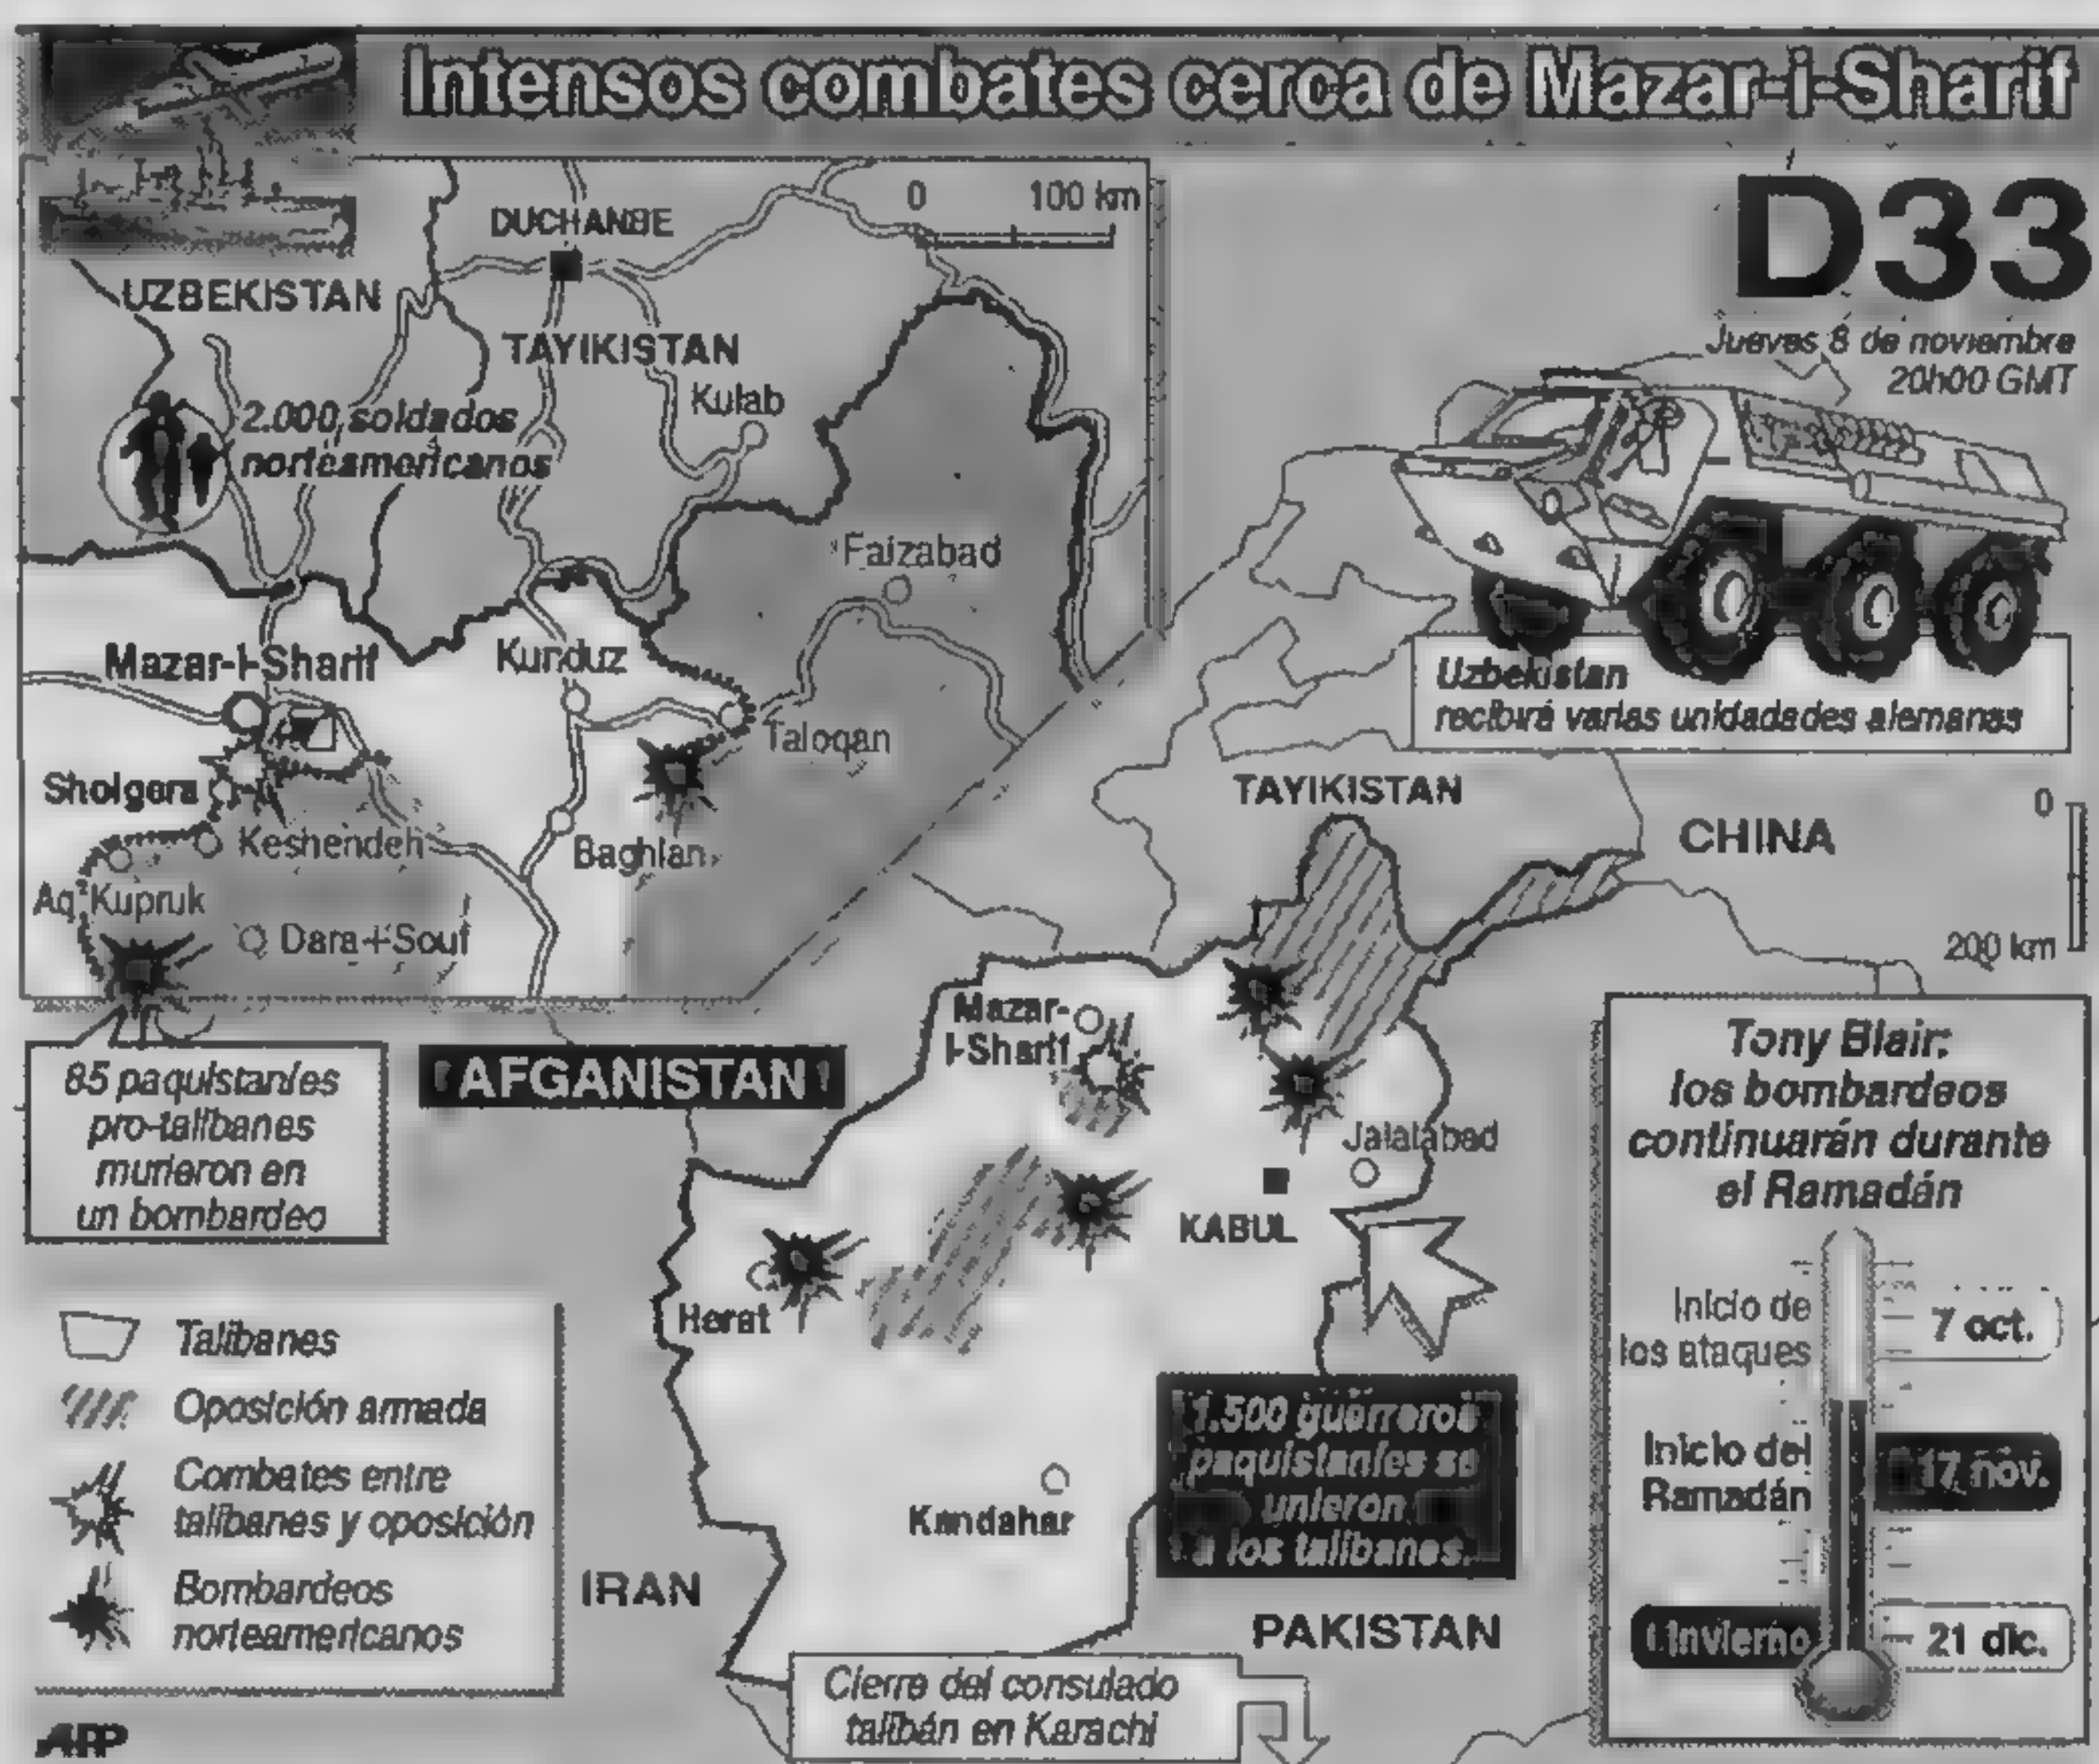 Intensos combates cerca de Mazar-i-Sharif
D33
Jueves 8 de noviembre
20h00 GMT
0 100 km
DUCHANBE
UZBEKISTAN
TAYIKISTAN
Kulab
2.000 soldados
norteamericanos
Faizabad
Mazar-i-Sharif
Kunduz
Taloqan
Sholgera
Keshendeh
Baghlan
Aq Kupruk
Dara-i-Souf
85 paquistaníes
pro-talibanes
murieron en
un bombardeo
Uzbekistan
recibirá varias unidadades alemanas
TAYIKISTAN
CHINA
0
200 km
AFGANISTAN
Mazar-
i-Sharif
Jalalabad
KABUL
Herat
Kandahar
1.500 guerreros
paquistaníes se
unieron
a los talibanes.
IRAN
PAKISTAN
Cierre del consulado
talibán en Karachi
Talibanes
Oposición armada
Combates entre
talibanes y oposición
Bombardeos
norteamericanos
AFP
Tony Blair:
los bombardeos
continuarán durante
el Ramadán
Inicio de
los ataques
7 oct.
Inicio del
Ramadán
17 nov.
Invierno
21 dic.